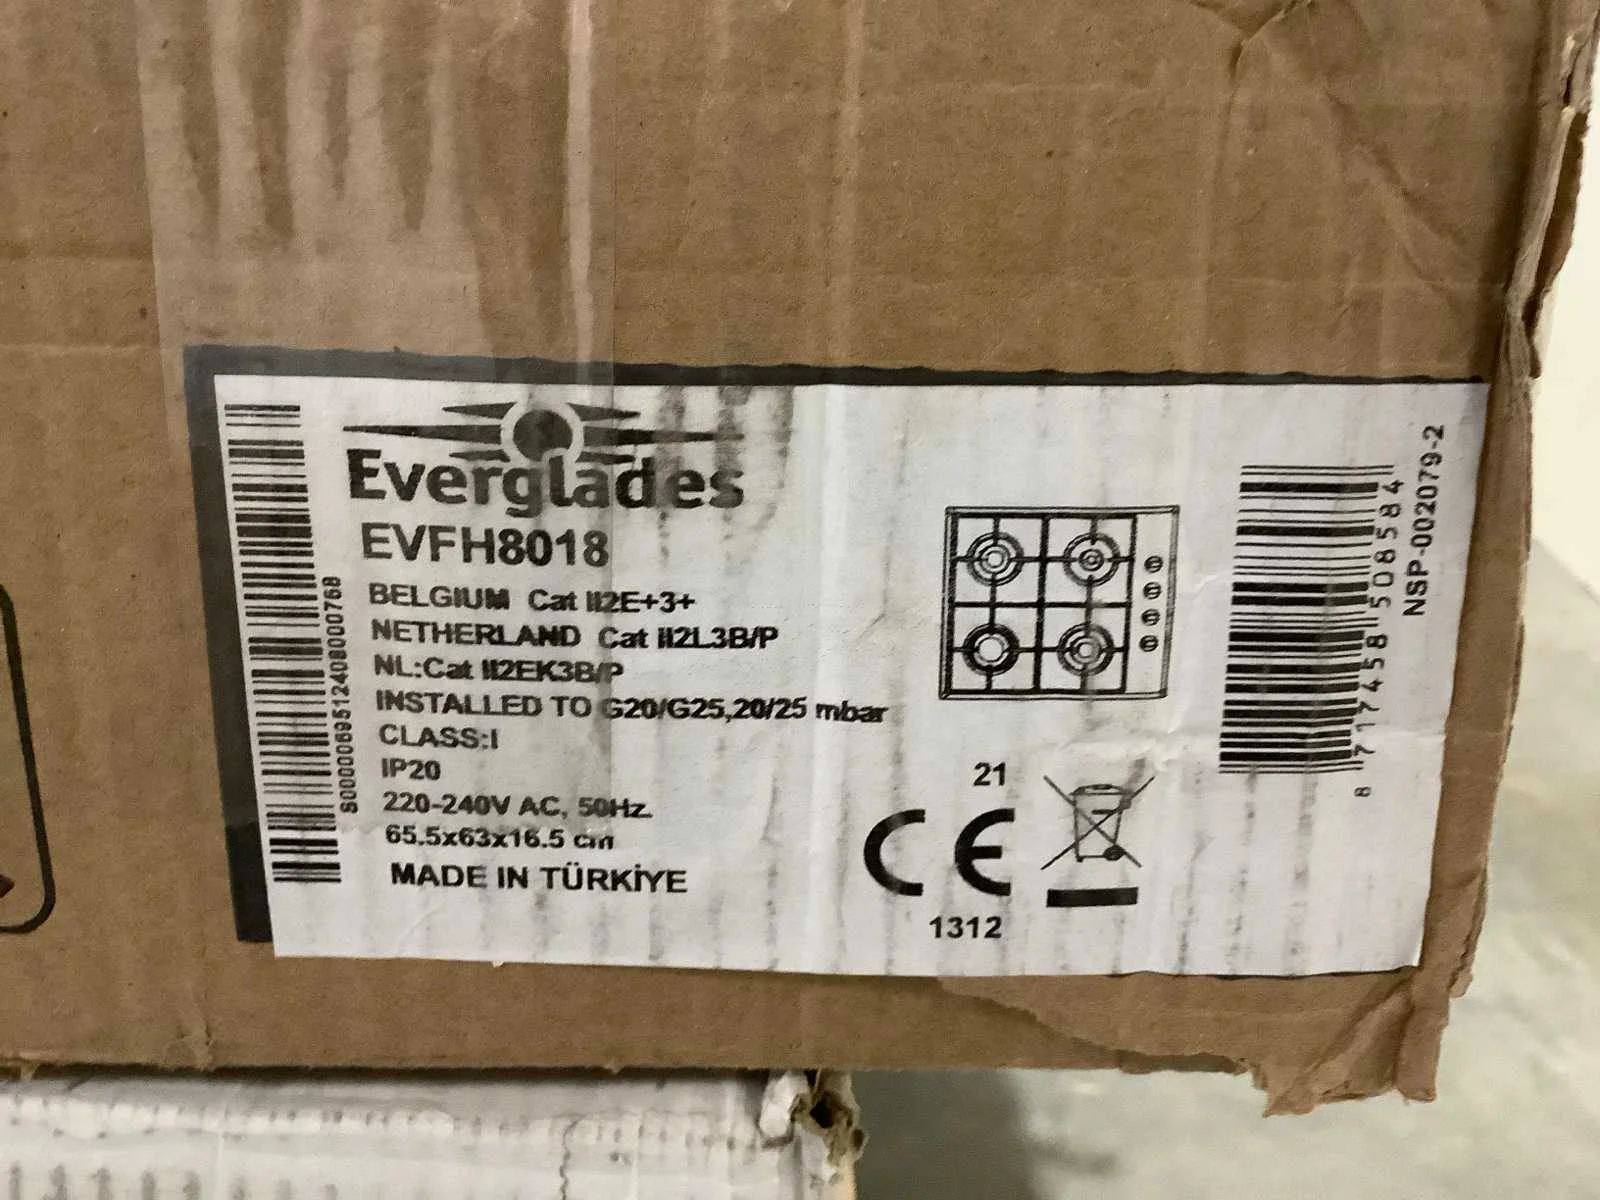 Everglades
EVFH8018
BELGIUM Cat II2E+3+
NETHERLAND Cat II2L3B/P
NL:Cat II2EK3B/P
INSTALLED TO G20/G25,20/25 mbar
CLASS:I
IP20
220-240V AC, 50Hz.
65.5x63x16.5 cm
MADE IN TÜRKİYE
21
CE
1312
8 717458 508584
NSP-002079-2